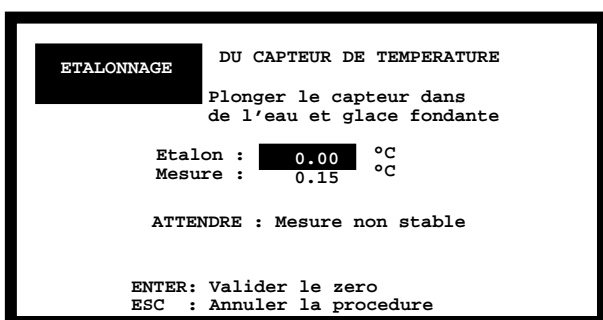 ETALONNAGE DU CAPTEUR DE TEMPERATURE
Plonger le capteur dans
de l'eau et glace fondante
Etalon : 0.00 °C
Mesure : 0.15 °C
ATTENDRE : Mesure non stable
ENTER: Valider le zero
ESC : Annuler la procedure